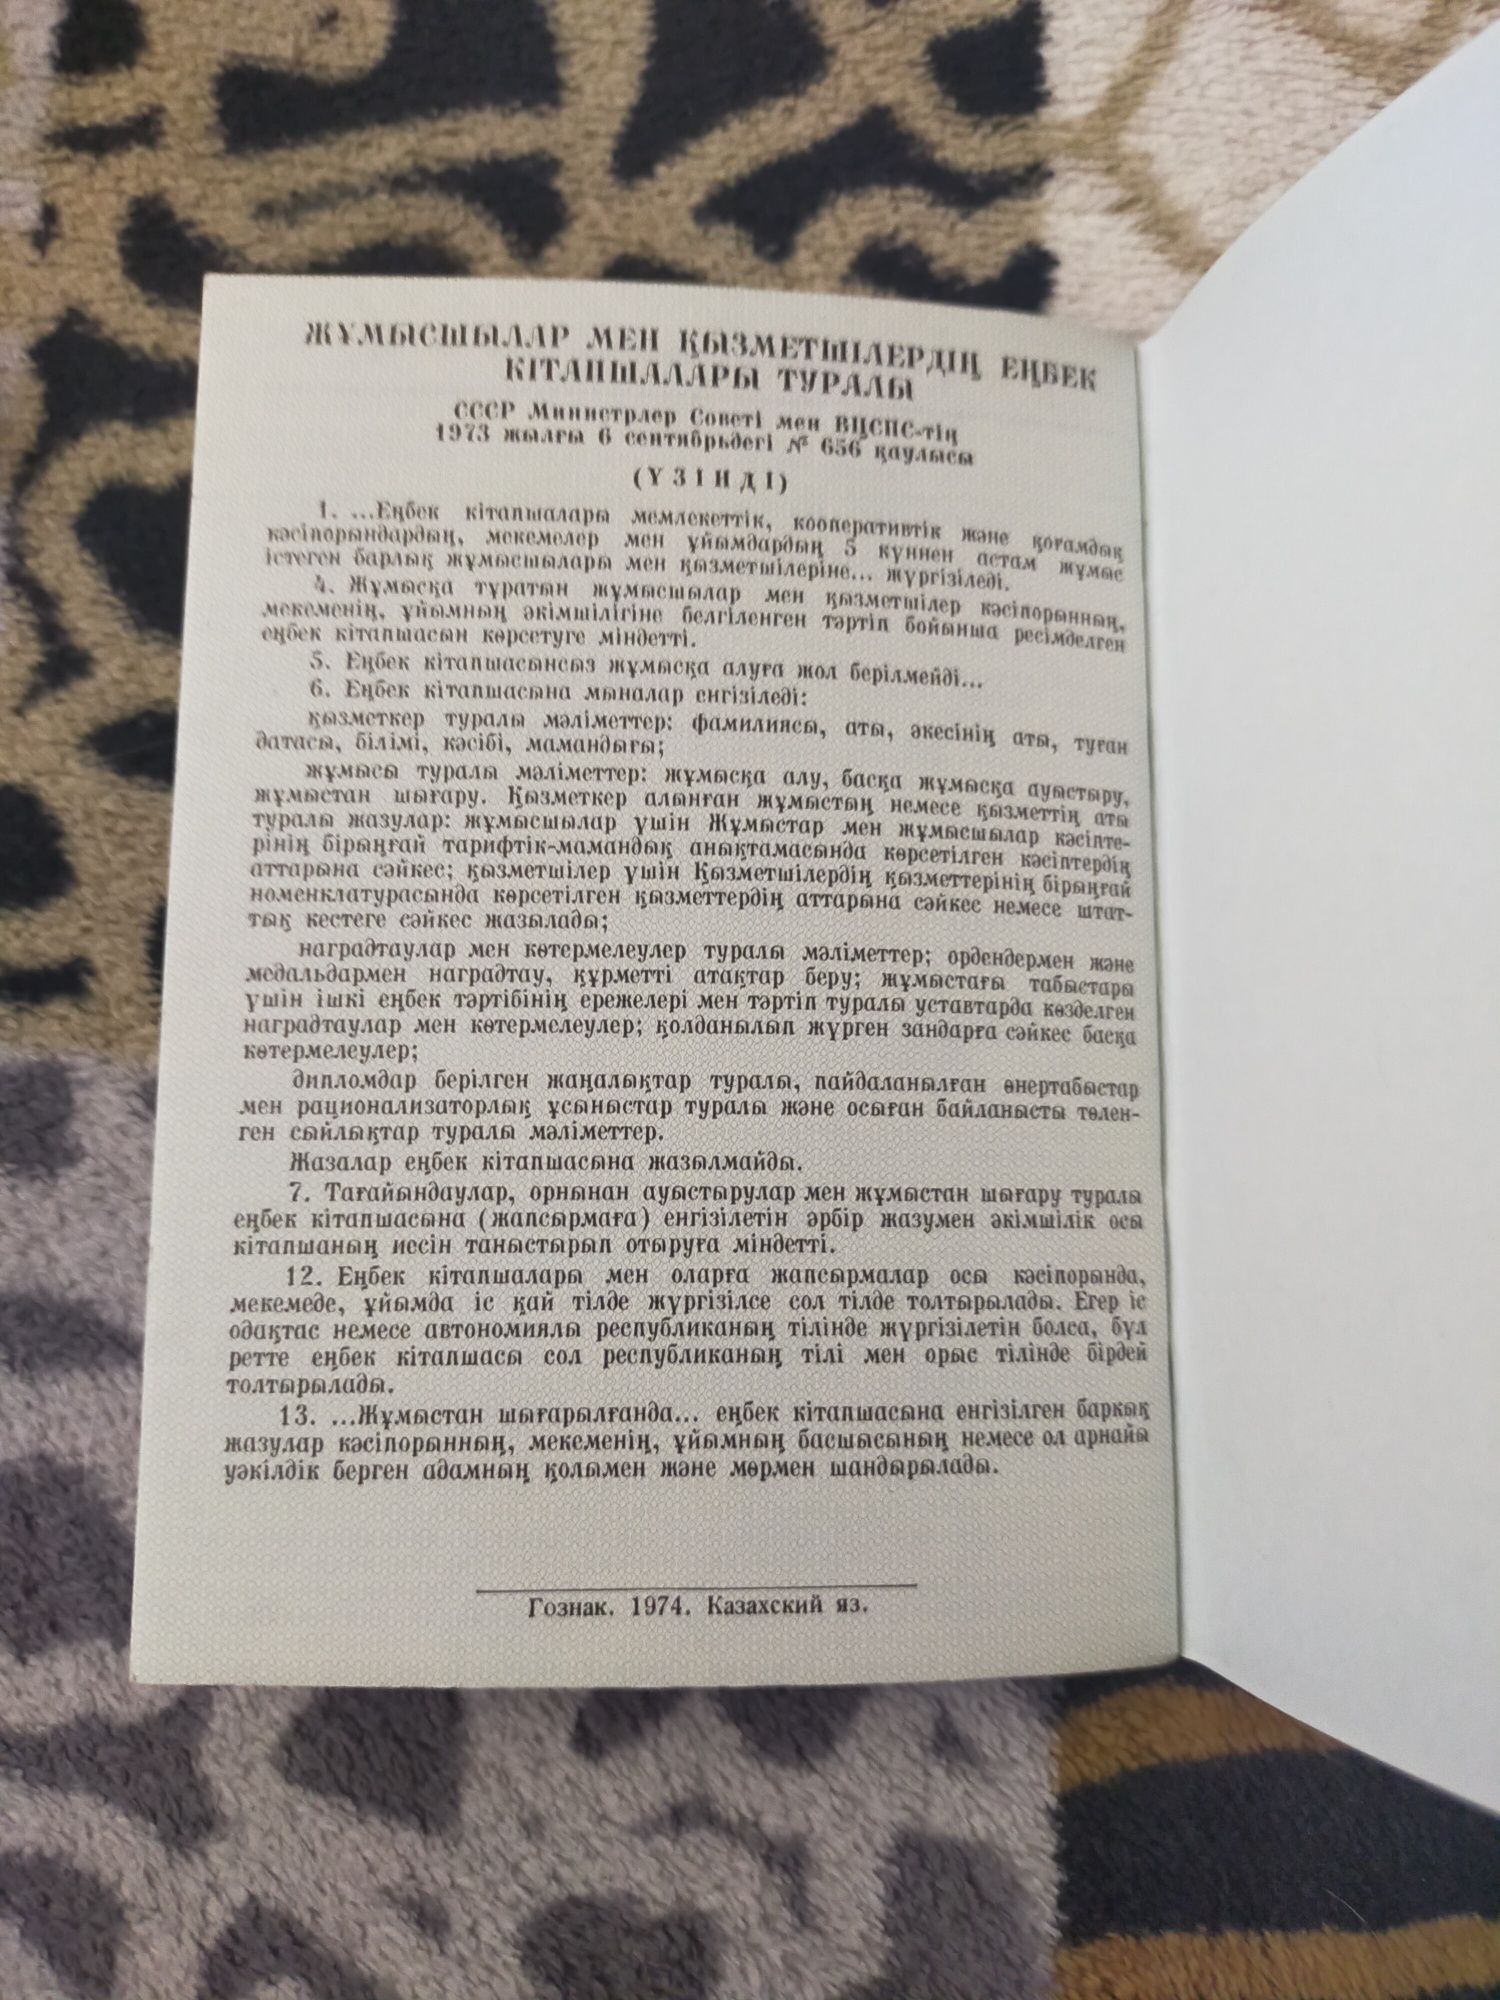 ЖҰМЫСШЫЛАР МЕН ҚЫЗМЕТШІЛЕРДІҢ ЕҢБЕК
КІТАПШАЛАРЫ ТУРАЛЫ
СССР Министрлер Советі мен ВЦСПС-тің
1973 жылғы 6 сентябрьдегі № 656 қаулысы
(ҮЗІНДІ)
1. ...Еңбек кітапшалары мемлекеттік, кооперативтік және қоғамдық
кәсіпорындардың, мекемелер мен ұйымдардың 5 күннен астам жұмыс
істеген барлық жұмысшылары мен қызметшілеріне... жүргізіледі.
4. Жұмысқа тұратын жұмысшылар мен қызметшілер кәсіпорынның,
мекеменің, ұйымның әкімшілігіне белгіленген тәртіп бойынша ресімделген
еңбек кітапшасын көрсетуге міндетті.
5. Еңбек кітапшасынсыз жұмысқа алуға жол берілмейді...
6. Еңбек кітапшасына мыналар енгізіледі:
қызметкер туралы мәліметтер: фамилиясы, аты, әкесінің аты, туған
датасы, білімі, кәсібі, мамандығы;
жұмысы туралы мәліметтер: жұмысқа алу, басқа жұмысқа ауыстыру,
жұмыстан шығару. Қызметкер алынған жұмыстың немесе қызметтің аты
туралы жазулар: жұмысшылар үшін Жұмыстар мен жұмысшылар кәсіпте-
рінің бірыңғай тарифтік-мамандық анықтамасында көрсетілген кәсіптердің
аттарына сәйкес; қызметшілер үшін Қызметшілердің қызметтерінің бірыңғай
номенклатурасында көрсетілген қызметтердің аттарына сәйкес немесе штат-
тық кестеге сәйкес жазылады;
наградтаулар мен көтермелеулер туралы мәліметтер; ордендермен және
медальдармен наградтау, құрметті атақтар беру; жұмыстағы табыстары
үшін ішкі еңбек тәртібінің ережелері мен тәртіп туралы уставтарда көзделген
наградтаулар мен көтермелеулер; қолданылып жүрген зандарға сәйкес басқа
көтермелеулер;
дипломдар берілген жаңалықтар туралы, пайдаланылған өнертабыстар
мен рационализаторлық ұсыныстар туралы және осыған байланысты төлен-
ген сыйлықтар туралы мәліметтер.
Жазалар еңбек кітапшасына жазылмайды.
7. Тағайындаулар, орнынан ауыстырулар мен жұмыстан шығару туралы
еңбек кітапшасына (жапсырмаға) енгізілетін әрбір жазумен әкімшілік осы
кітапшаның иесін таныстырып отыруға міндетті.
12. Еңбек кітапшалары мен оларға жапсырмалар осы кәсіпорында,
мекемеде, ұйымда іс қай тілде жүргізілсе сол тілде толтырылады. Егер іс
одақтас немесе автономиялы республиканың тілінде жүргізілетін болса, бұл
ретте еңбек кітапшасы сол республиканың тілі мен орыс тілінде бірдей
толтырылады.
13. ...Жұмыстан шығарылғанда... еңбек кітапшасына енгізілген баркық
жазулар кәсіпорынның, мекеменің, ұйымның басшысының немесе ол арнайы
уәкілдік берген адамның қолымен және мөрмен шандырылады.
Гознак. 1974. Казахский яз.